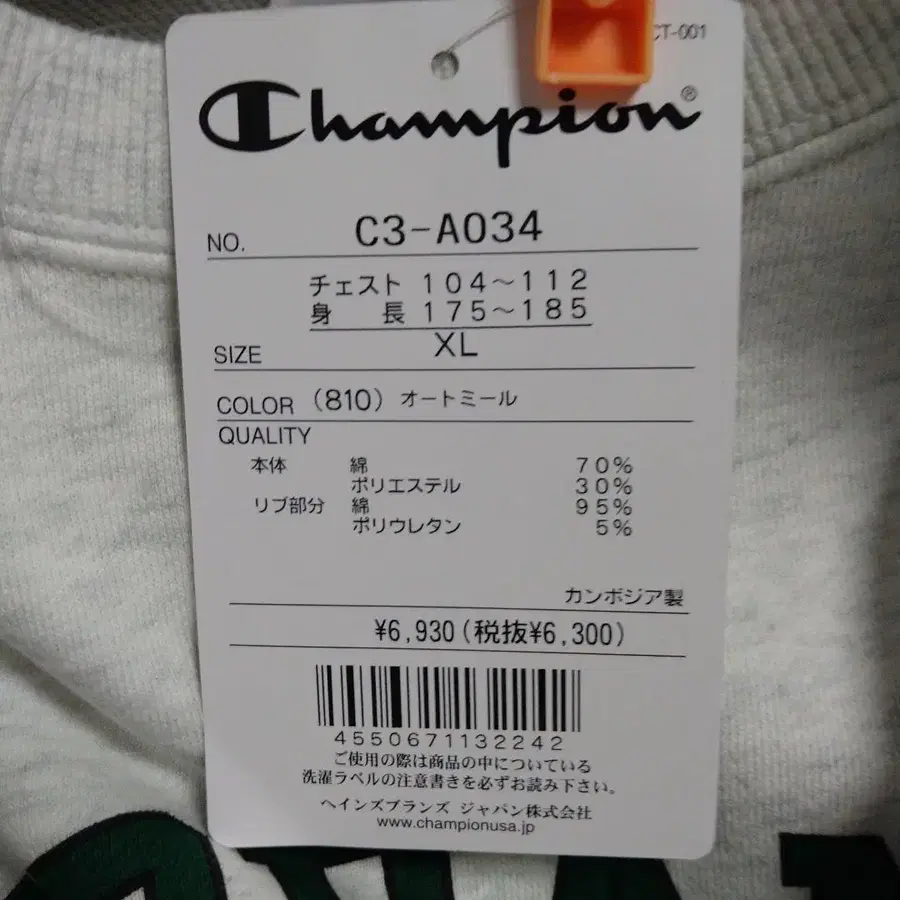 CT-001
Champion®
NO. C3-A034
チェスト 104～112
身長 175～185
SIZE XL
COLOR (810) オートミール
QUALITY
本体 綿 70%
ポリエステル 30%
リブ部分 綿 95%
ポリウレタン 5%
カンボジア製
¥6,930(税抜¥6,300)
4550671132242
ご使用の際は商品の中についている
洗濯ラベルの注意書きを必ずお読み下さい。
ヘインズブランズ ジャパン株式会社
www.championusa.jp